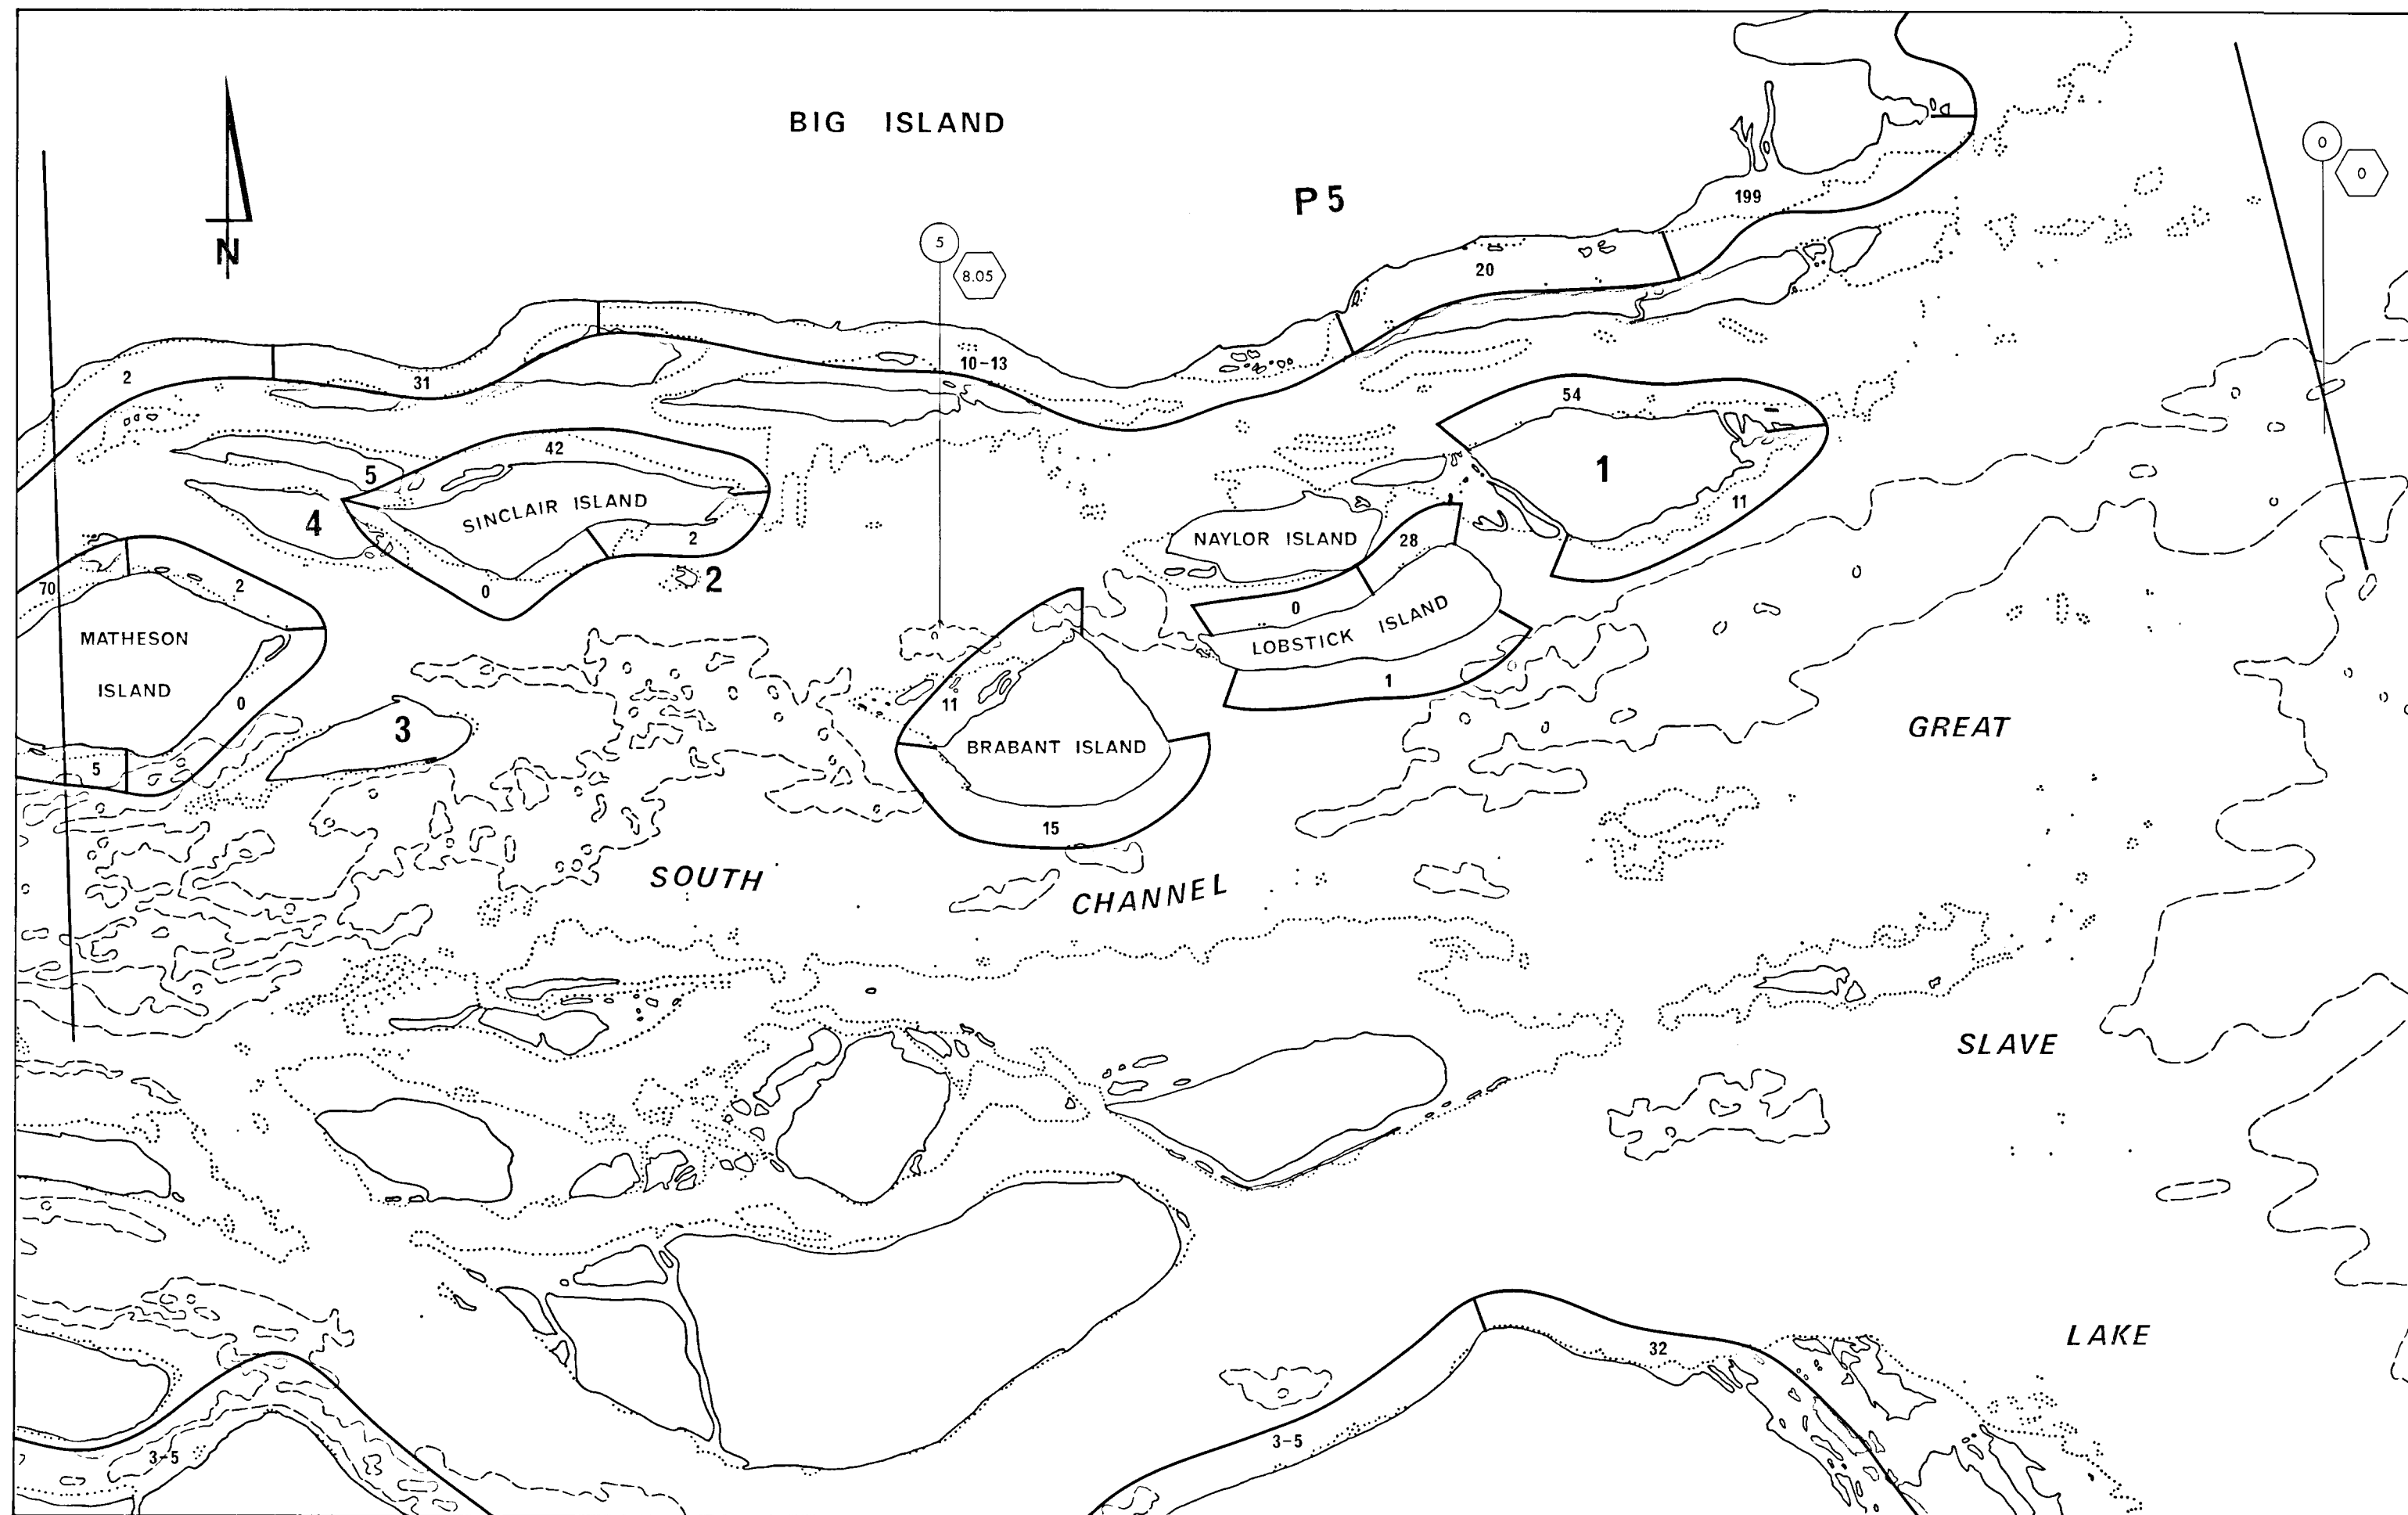 BIG ISLAND
0
0
P 5
199
N
5
8.05
20
2
31
10-13
54
42
5
1
SINCLAIR ISLAND
11
4
2
NAYLOR ISLAND
28
70
2
0
2
0
MATHESON
ISLAND
LOBSTICK ISLAND
1
0
11
3
GREAT
BRABANT ISLAND
5
15
SOUTH
CHANNEL
SLAVE
LAKE
32
3-5
3-5